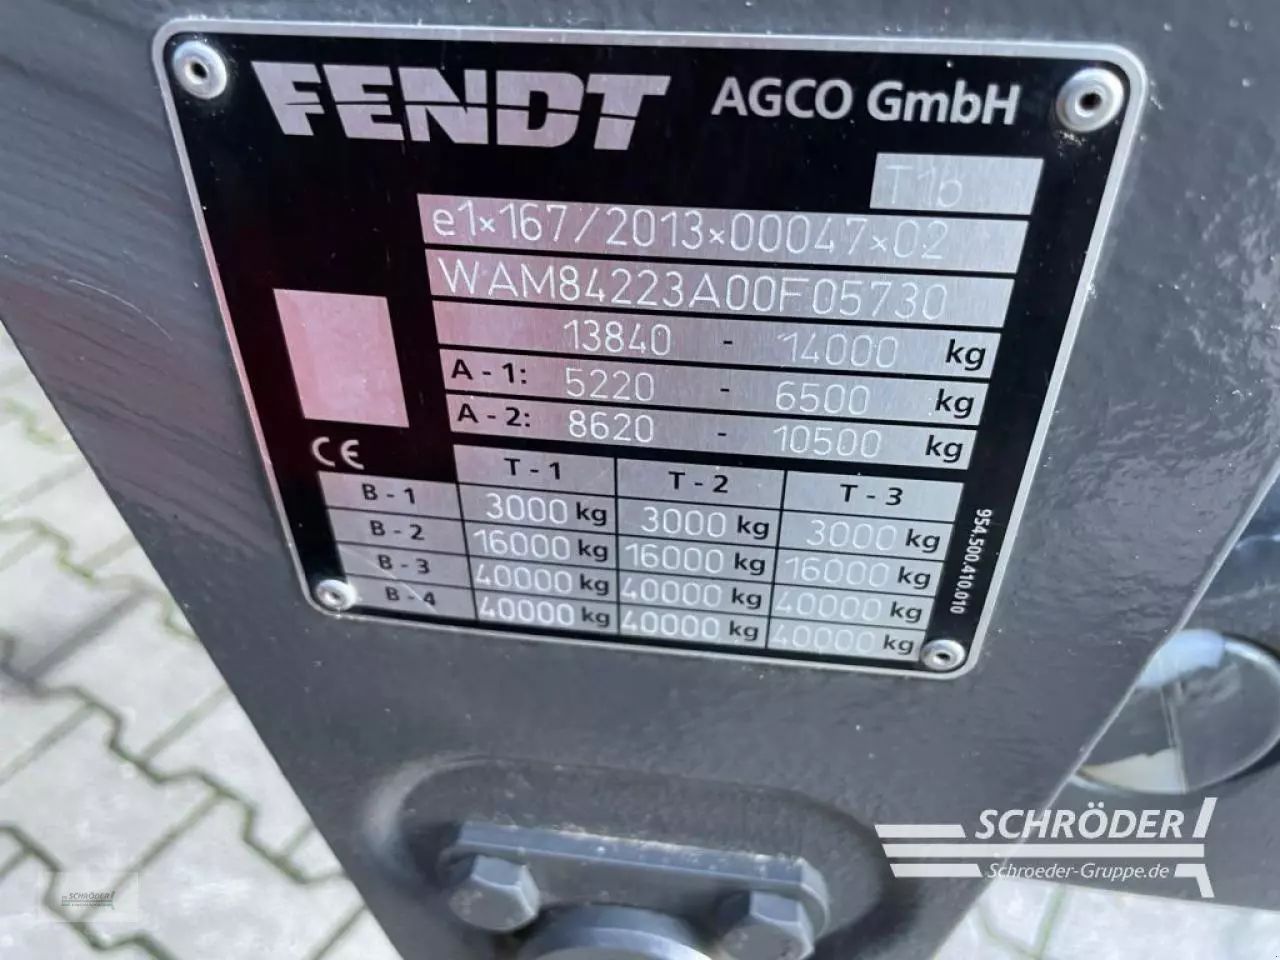 FENDT AGCO GmbH
T1b
e1×167/2013×00047×02
WAM84223A00F05730
13840 - 14000 kg
A - 1: 5220 - 6500 kg
A - 2: 8620 - 10500 kg
CE
T - 1 T - 2 T - 3
B - 1 3000 kg 3000 kg 3000 kg
B - 2 16000 kg 16000 kg 16000 kg
B - 3 40000 kg 40000 kg 40000 kg
B - 4 40000 kg 40000 kg 40000 kg
954.500.410.010
SCHRÖDER
Schroeder-Gruppe.de
SCHRÖDER